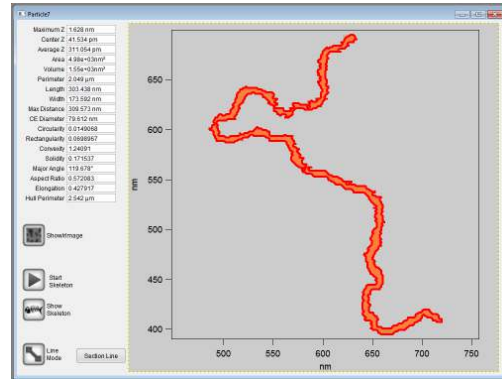 Particle7
Maximum Z 1.628 nm
Center Z 41.534 pm
Average Z 311.054 pm
Area 4.98e+03nm²
Volume 1.55e+03nm³
Perimeter 2.049 µm
Length 303.438 nm
Width 173.592 nm
Max Distance 309.573 nm
CE Diameter 79.612 nm
Circularity 0.0149068
Rectangularity 0.0698967
Convexity 1.24091
Solidity 0.171537
Major Angle 119.678°
Aspect Ratio 0.572083
Elongation 0.427917
Hull Perimeter 2.542 µm
ShowImage
Start
Skeleton
Show
Skeleton
Line
Mode
Section Line
nm
650
600
550
500
450
400
500
550
600
650
700
750
nm